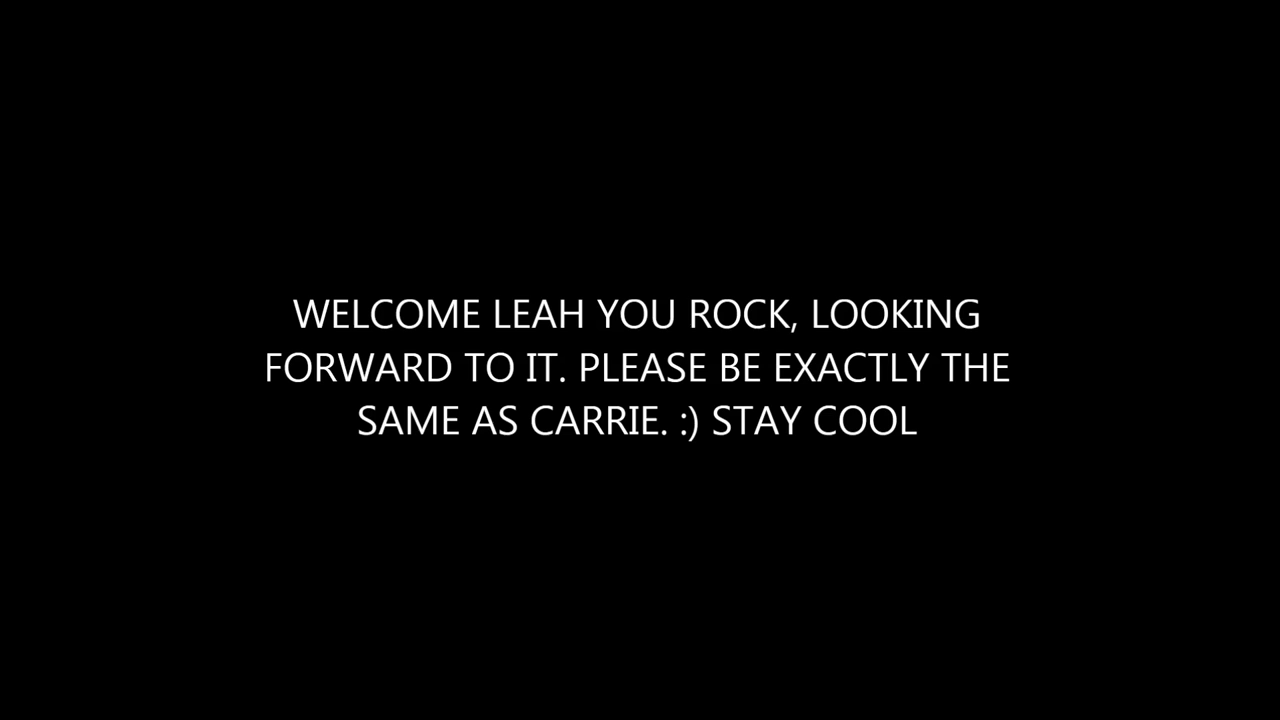 WELCOME LEAH YOU ROCK, LOOKING
FORWARD TO IT. PLEASE BE EXACTLY THE
SAME AS CARRIE. :) STAY COOL